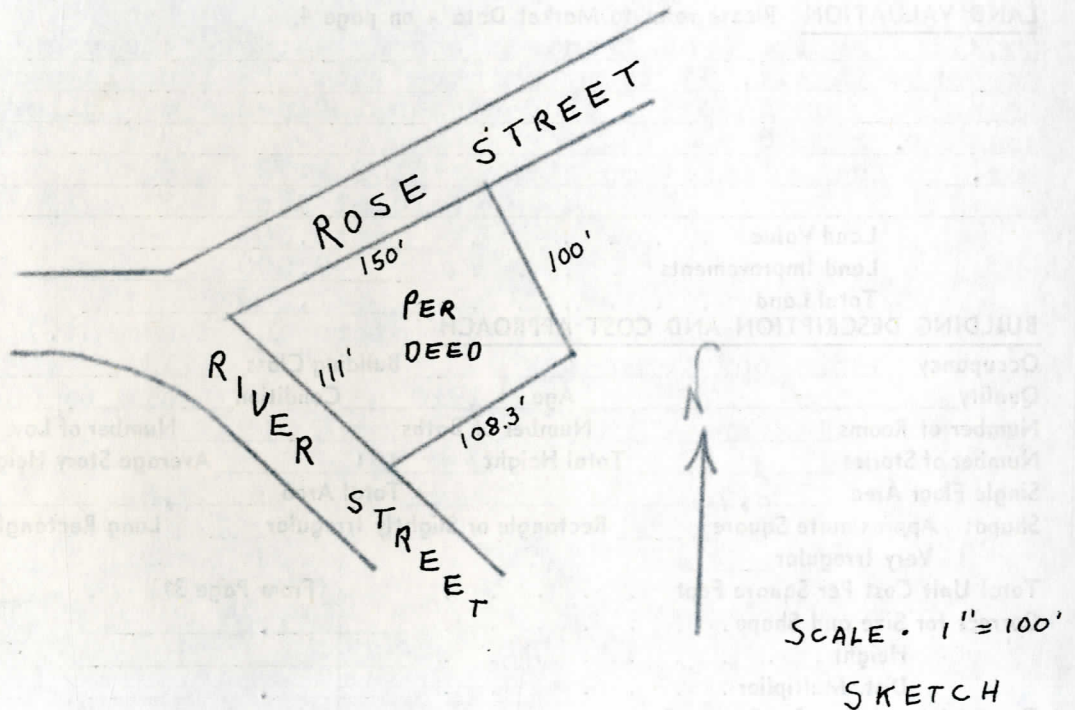 ROSE STREET
150'
100'
PER
DEED
111'
108.3'
RIVER STREET
SCALE. 1"=100'
SKETCH
LAND VALUATION Please refer to Market Data on page 4.
Land Value
Land Improvements
Total Land
BUILDING DESCRIPTION AND COST APPROACH
Occupancy
Building Class
Quality
Age
Condition
Number of Rooms
Number of Baths
Number of Stories
Total Height
Average Story
Single Floor Area
Total Area
Shape: Approximate Square
Rectangle or Slightly Irregular
Long Rectangle
Very Irregular
Total Unit Cost Per Square Foot
(From Page 3)
Height
Multiplier